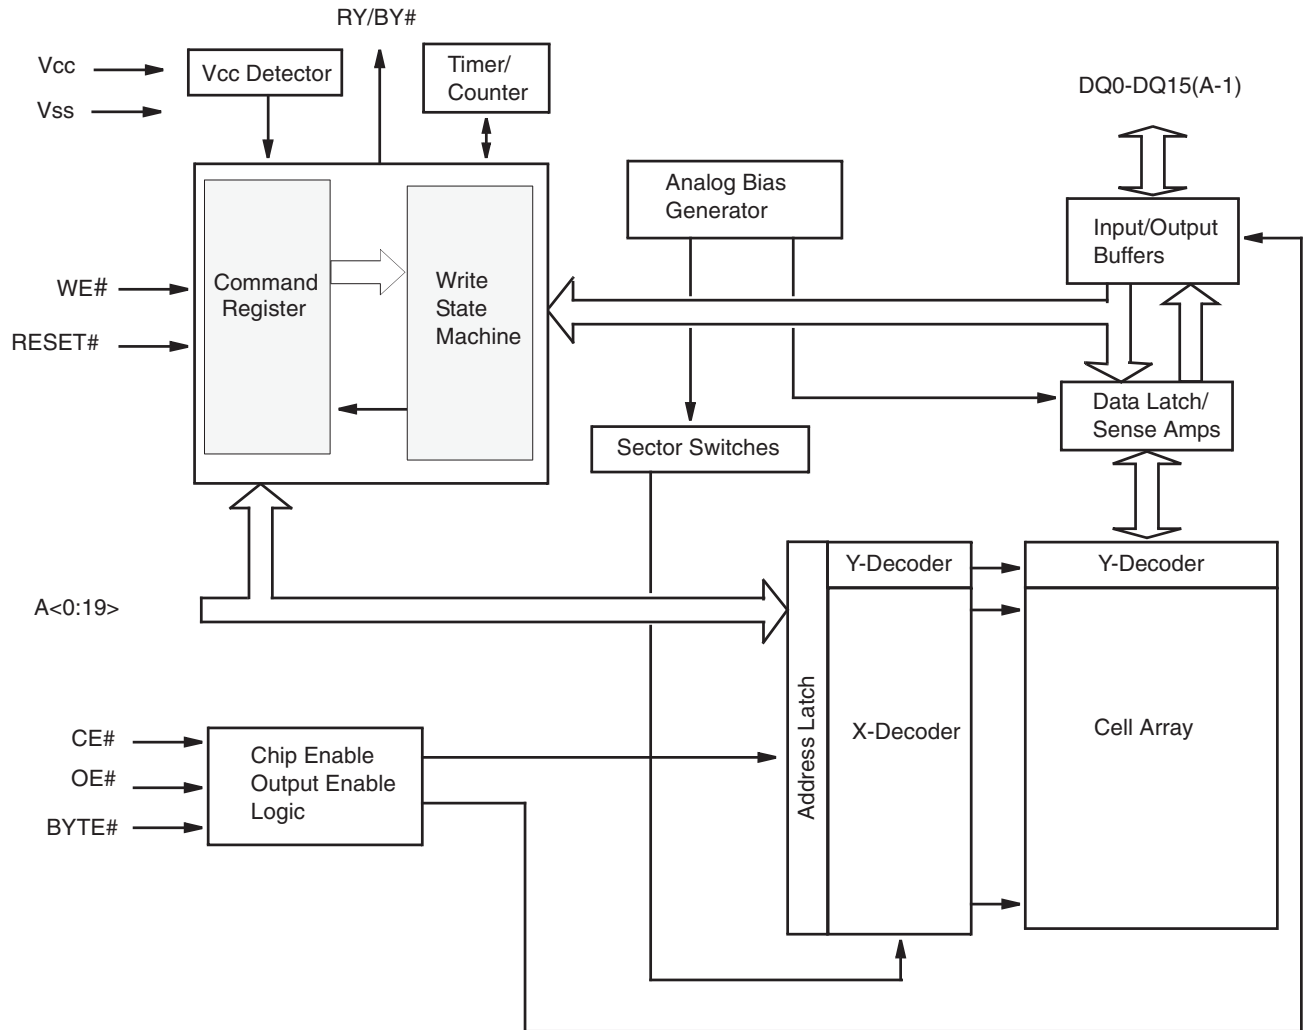 RY/BY#
Vcc
Vss
Vcc Detector
Timer/
Counter
DQ0-DQ15(A-1)
Analog Bias
Generator
Input/Output
Buffers
WE#
RESET#
Command
Register
Write
State
Machine
Data Latch/
Sense Amps
Sector Switches
Y-Decoder
Y-Decoder
A<0:19>
Address Latch
X-Decoder
Cell Array
CE#
OE#
BYTE#
Chip Enable
Output Enable
Logic